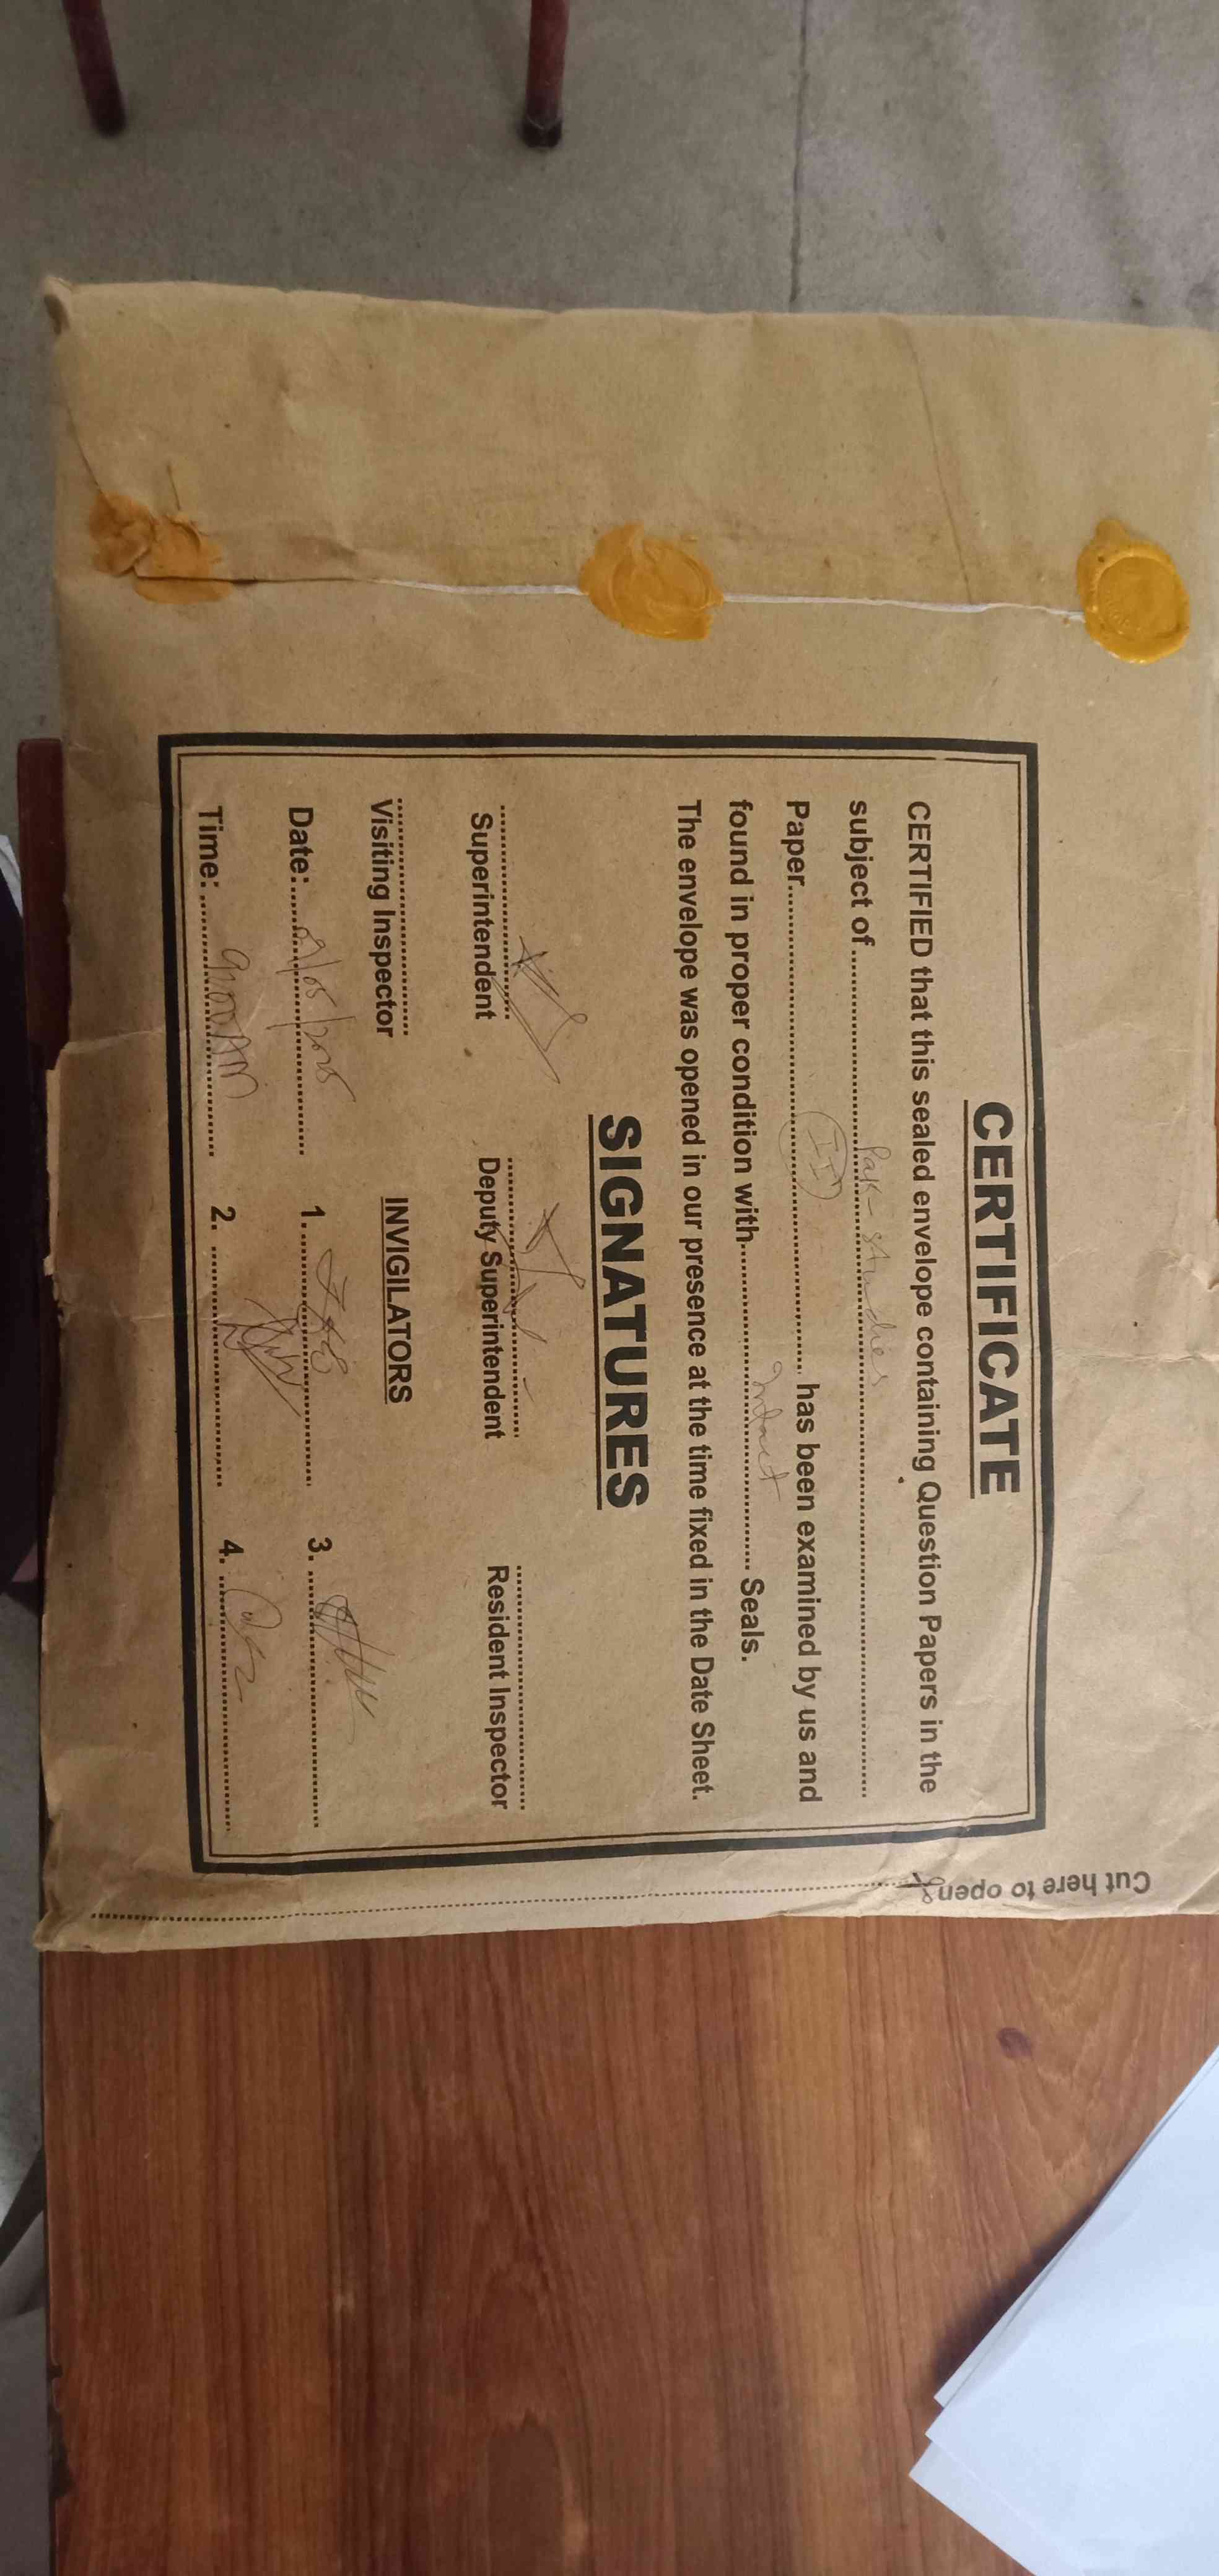 CERTIFICATE
CERTIFIED that this sealed envelope containing Question Papers in the
subject of Pak-studies
Paper (II) has been examined by us and
found in proper condition with Intact Seals.
The envelope was opened in our presence at the time fixed in the Date Sheet.
SIGNATURES
Superintendent Deputy Superintendent Resident Inspector
Visiting Inspector
INVIGILATORS
Date: 1. 3.
Time: 9:00 AM 2. 4.
Cut here to open